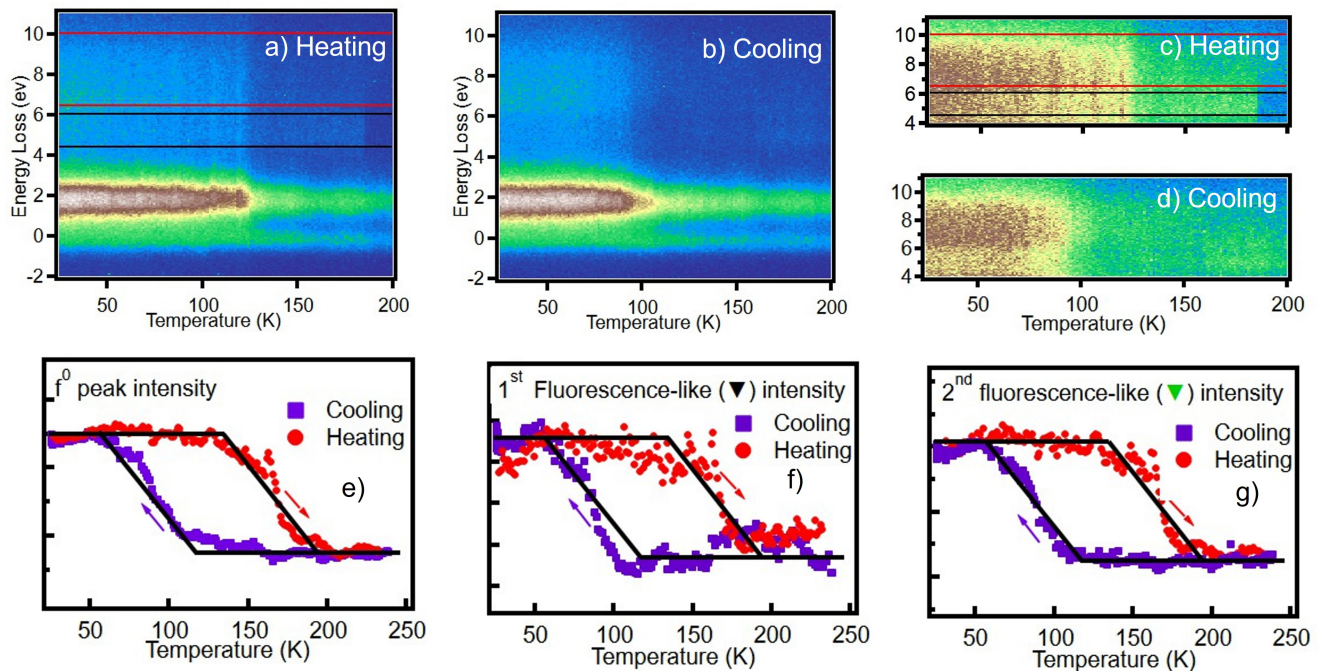 a) Heating
Energy Loss (ev)
10
8
6
4
2
0
-2
50
100
150
200
Temperature (K)
b) Cooling
10
8
6
4
2
0
-2
50
100
150
200
Temperature (K)
c) Heating
10
8
6
4
50
100
150
200
d) Cooling
10
8
6
4
50
100
150
200
Temperature (K)
f⁰ peak intensity
Cooling
Heating
e)
50
100
150
200
250
Temperature (K)
1st Fluorescence-like (▼) intensity
Cooling
Heating
f)
50
100
150
200
250
Temperature (K)
2nd fluorescence-like (▼) intensity
Cooling
Heating
g)
50
100
150
200
250
Temperature (K)
Energy Loss (ev)